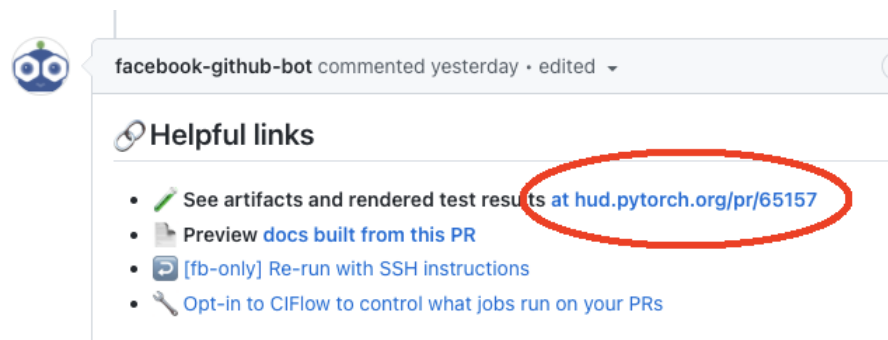 facebook-github-bot commented yesterday • edited
Helpful links
See artifacts and rendered test results at hud.pytorch.org/pr/65157
Preview docs built from this PR
[fb-only] Re-run with SSH instructions
Opt-in to CIFlow to control what jobs run on your PRs